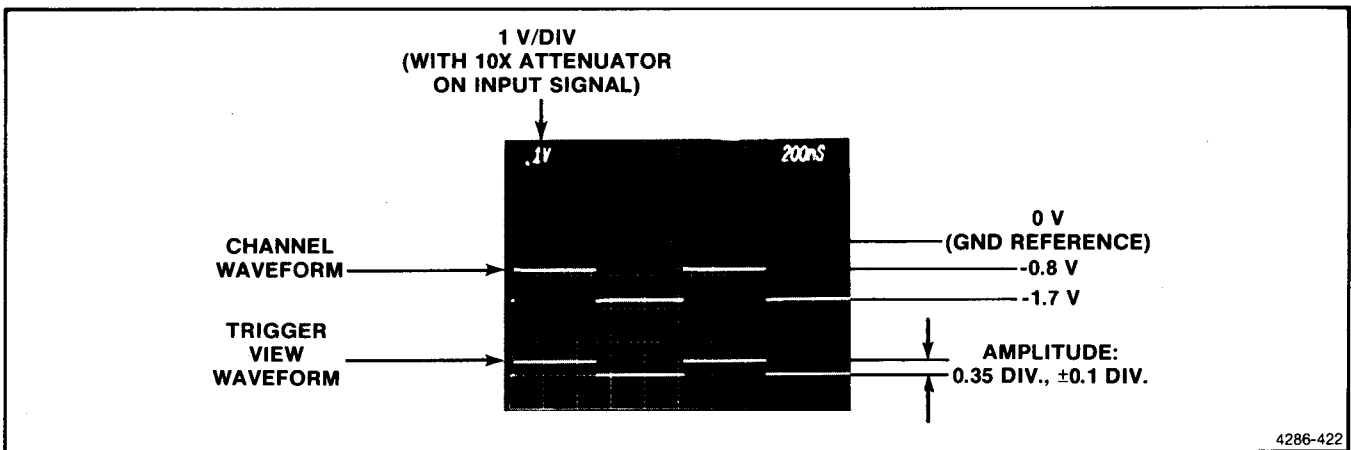 1 V/DIV
(WITH 10X ATTENUATOR
ON INPUT SIGNAL)
.1V
200nS
0 V
(GND REFERENCE)
CHANNEL
WAVEFORM
-0.8 V
-1.7 V
TRIGGER
VIEW
WAVEFORM
AMPLITUDE:
0.35 DIV., ±0.1 DIV.
4286-422